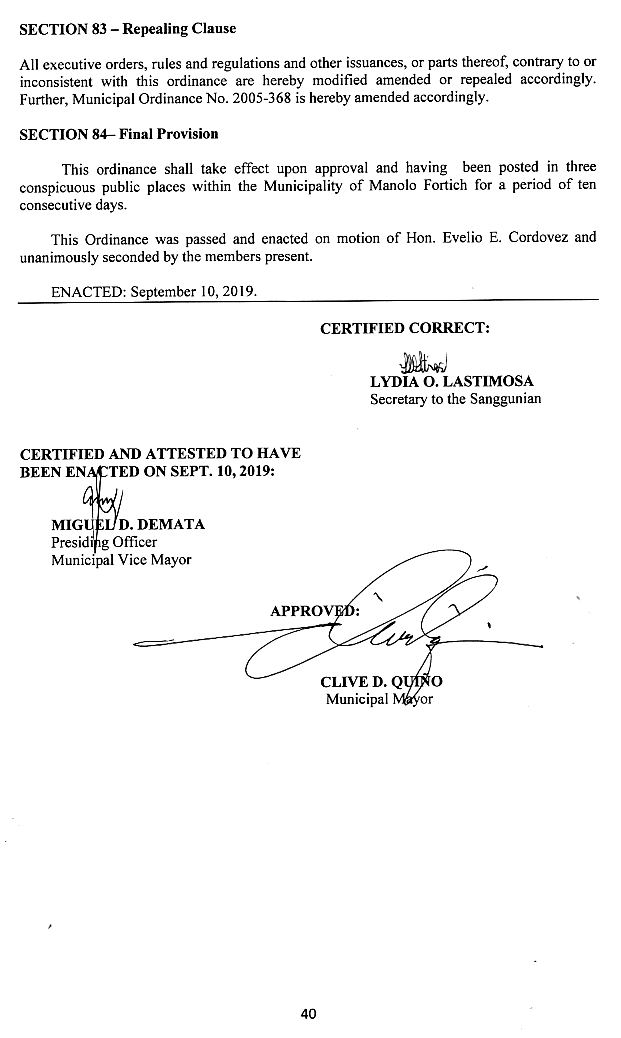 SECTION 83 – Repealing Clause
All executive orders, rules and regulations and other issuances, or parts thereof, contrary to or
inconsistent with this ordinance are hereby modified amended or repealed accordingly.
Further, Municipal Ordinance No. 2005-368 is hereby amended accordingly.
SECTION 84– Final Provision
This ordinance shall take effect upon approval and having been posted in three
conspicuous public places within the Municipality of Manolo Fortich for a period of ten
consecutive days.
This Ordinance was passed and enacted on motion of Hon. Evelio E. Cordovez and
unanimously seconded by the members present.
ENACTED: September 10, 2019.
CERTIFIED CORRECT:
LYDIA O. LASTIMOSA
Secretary to the Sanggunian
CERTIFIED AND ATTESTED TO HAVE
BEEN ENACTED ON SEPT. 10, 2019:
MIGUEL D. DEMATA
Presiding Officer
Municipal Vice Mayor
APPROVED:
CLIVE D. QUIÑO
Municipal Mayor
40